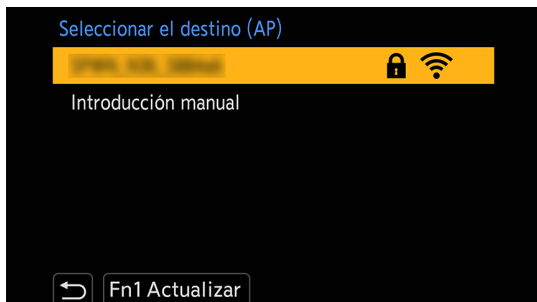 Seleccionar el destino (AP)
Introducción manual
Fn1 Actualizar